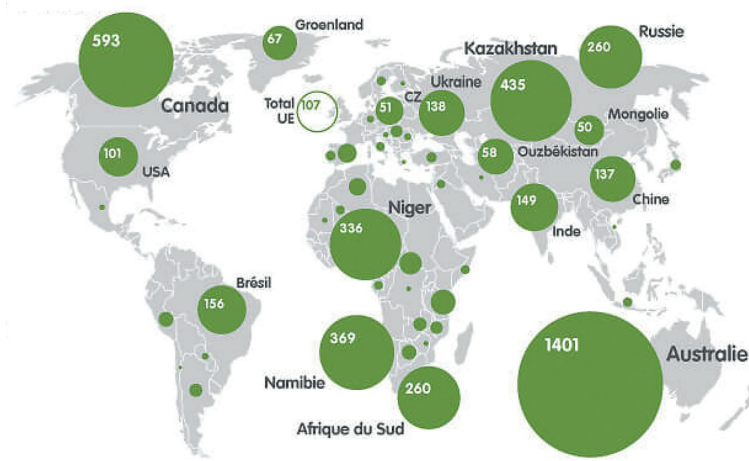 593
Canada
Groenland
67
Russie
260
Kazakhstan
435
Total
UE
107
51
CZ
Ukraine
138
Mongolie
50
Ouzbékistan
58
101
USA
137
Chine
149
Inde
Niger
336
Brésil
156
369
Namibie
260
Afrique du Sud
1401
Australie